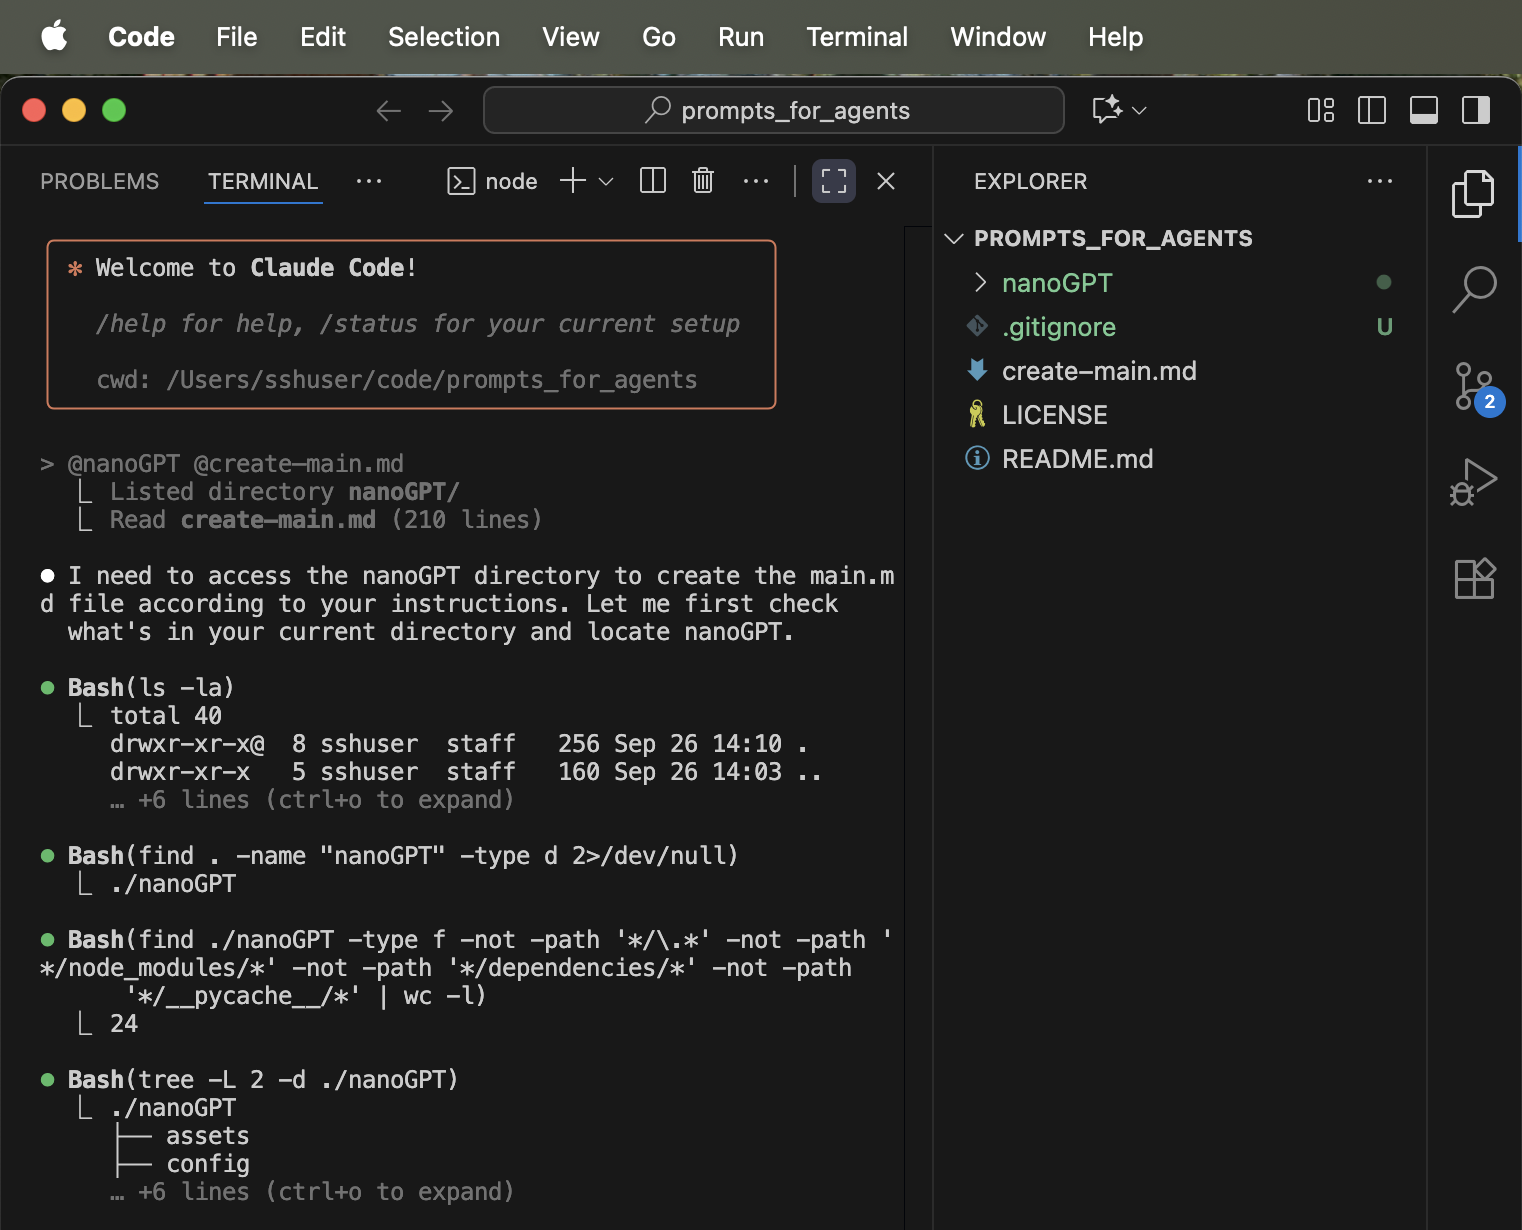 Code File Edit Selection View Go Run Terminal Window Help
prompts_for_agents
PROBLEMS TERMINAL ··· node ···
✻ Welcome to Claude Code!
/help for help, /status for your current setup
cwd: /Users/sshuser/code/prompts_for_agents
> @nanoGPT @create-main.md
⎿ Listed directory nanoGPT/
⎿ Read create-main.md (210 lines)
● I need to access the nanoGPT directory to create the main.m
d file according to your instructions. Let me first check
what's in your current directory and locate nanoGPT.
● Bash(ls -la)
⎿ total 40
drwxr-xr-x@ 8 sshuser staff 256 Sep 26 14:10 .
drwxr-xr-x 5 sshuser staff 160 Sep 26 14:03 ..
… +6 lines (ctrl+o to expand)
● Bash(find . -name "nanoGPT" -type d 2>/dev/null)
⎿ ./nanoGPT
● Bash(find ./nanoGPT -type f -not -path '*/\.*' -not -path '
*/node_modules/*' -not -path '*/dependencies/*' -not -path
'*/__pycache__/*' | wc -l)
⎿ 24
● Bash(tree -L 2 -d ./nanoGPT)
⎿ ./nanoGPT
├── assets
├── config
… +6 lines (ctrl+o to expand)
EXPLORER ···
PROMPTS_FOR_AGENTS
nanoGPT
.gitignore U
create-main.md
LICENSE
README.md
2